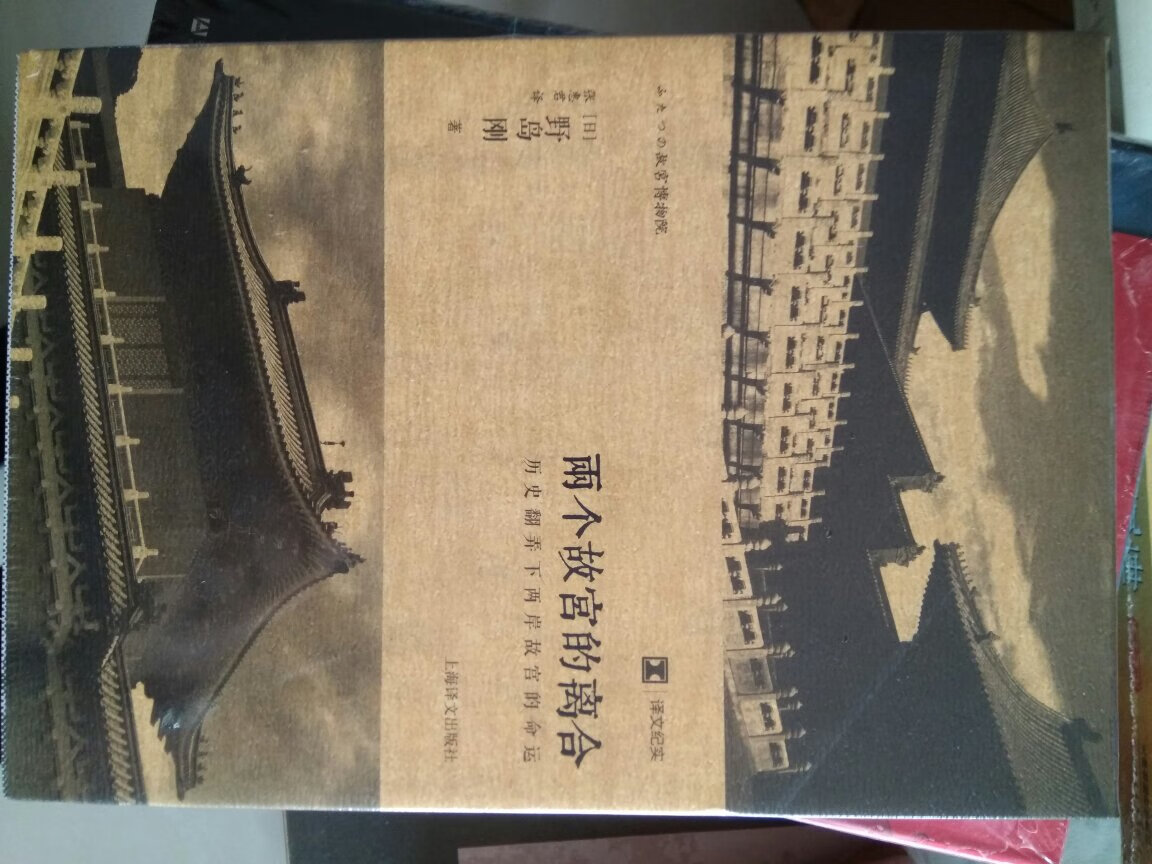 ふたつの故宮博物院
[日]野岛刚 著
张惠君 译
译文纪实
兩个故宫的离合
历史翻弄下两岸故宫的命运
上海译文出版社